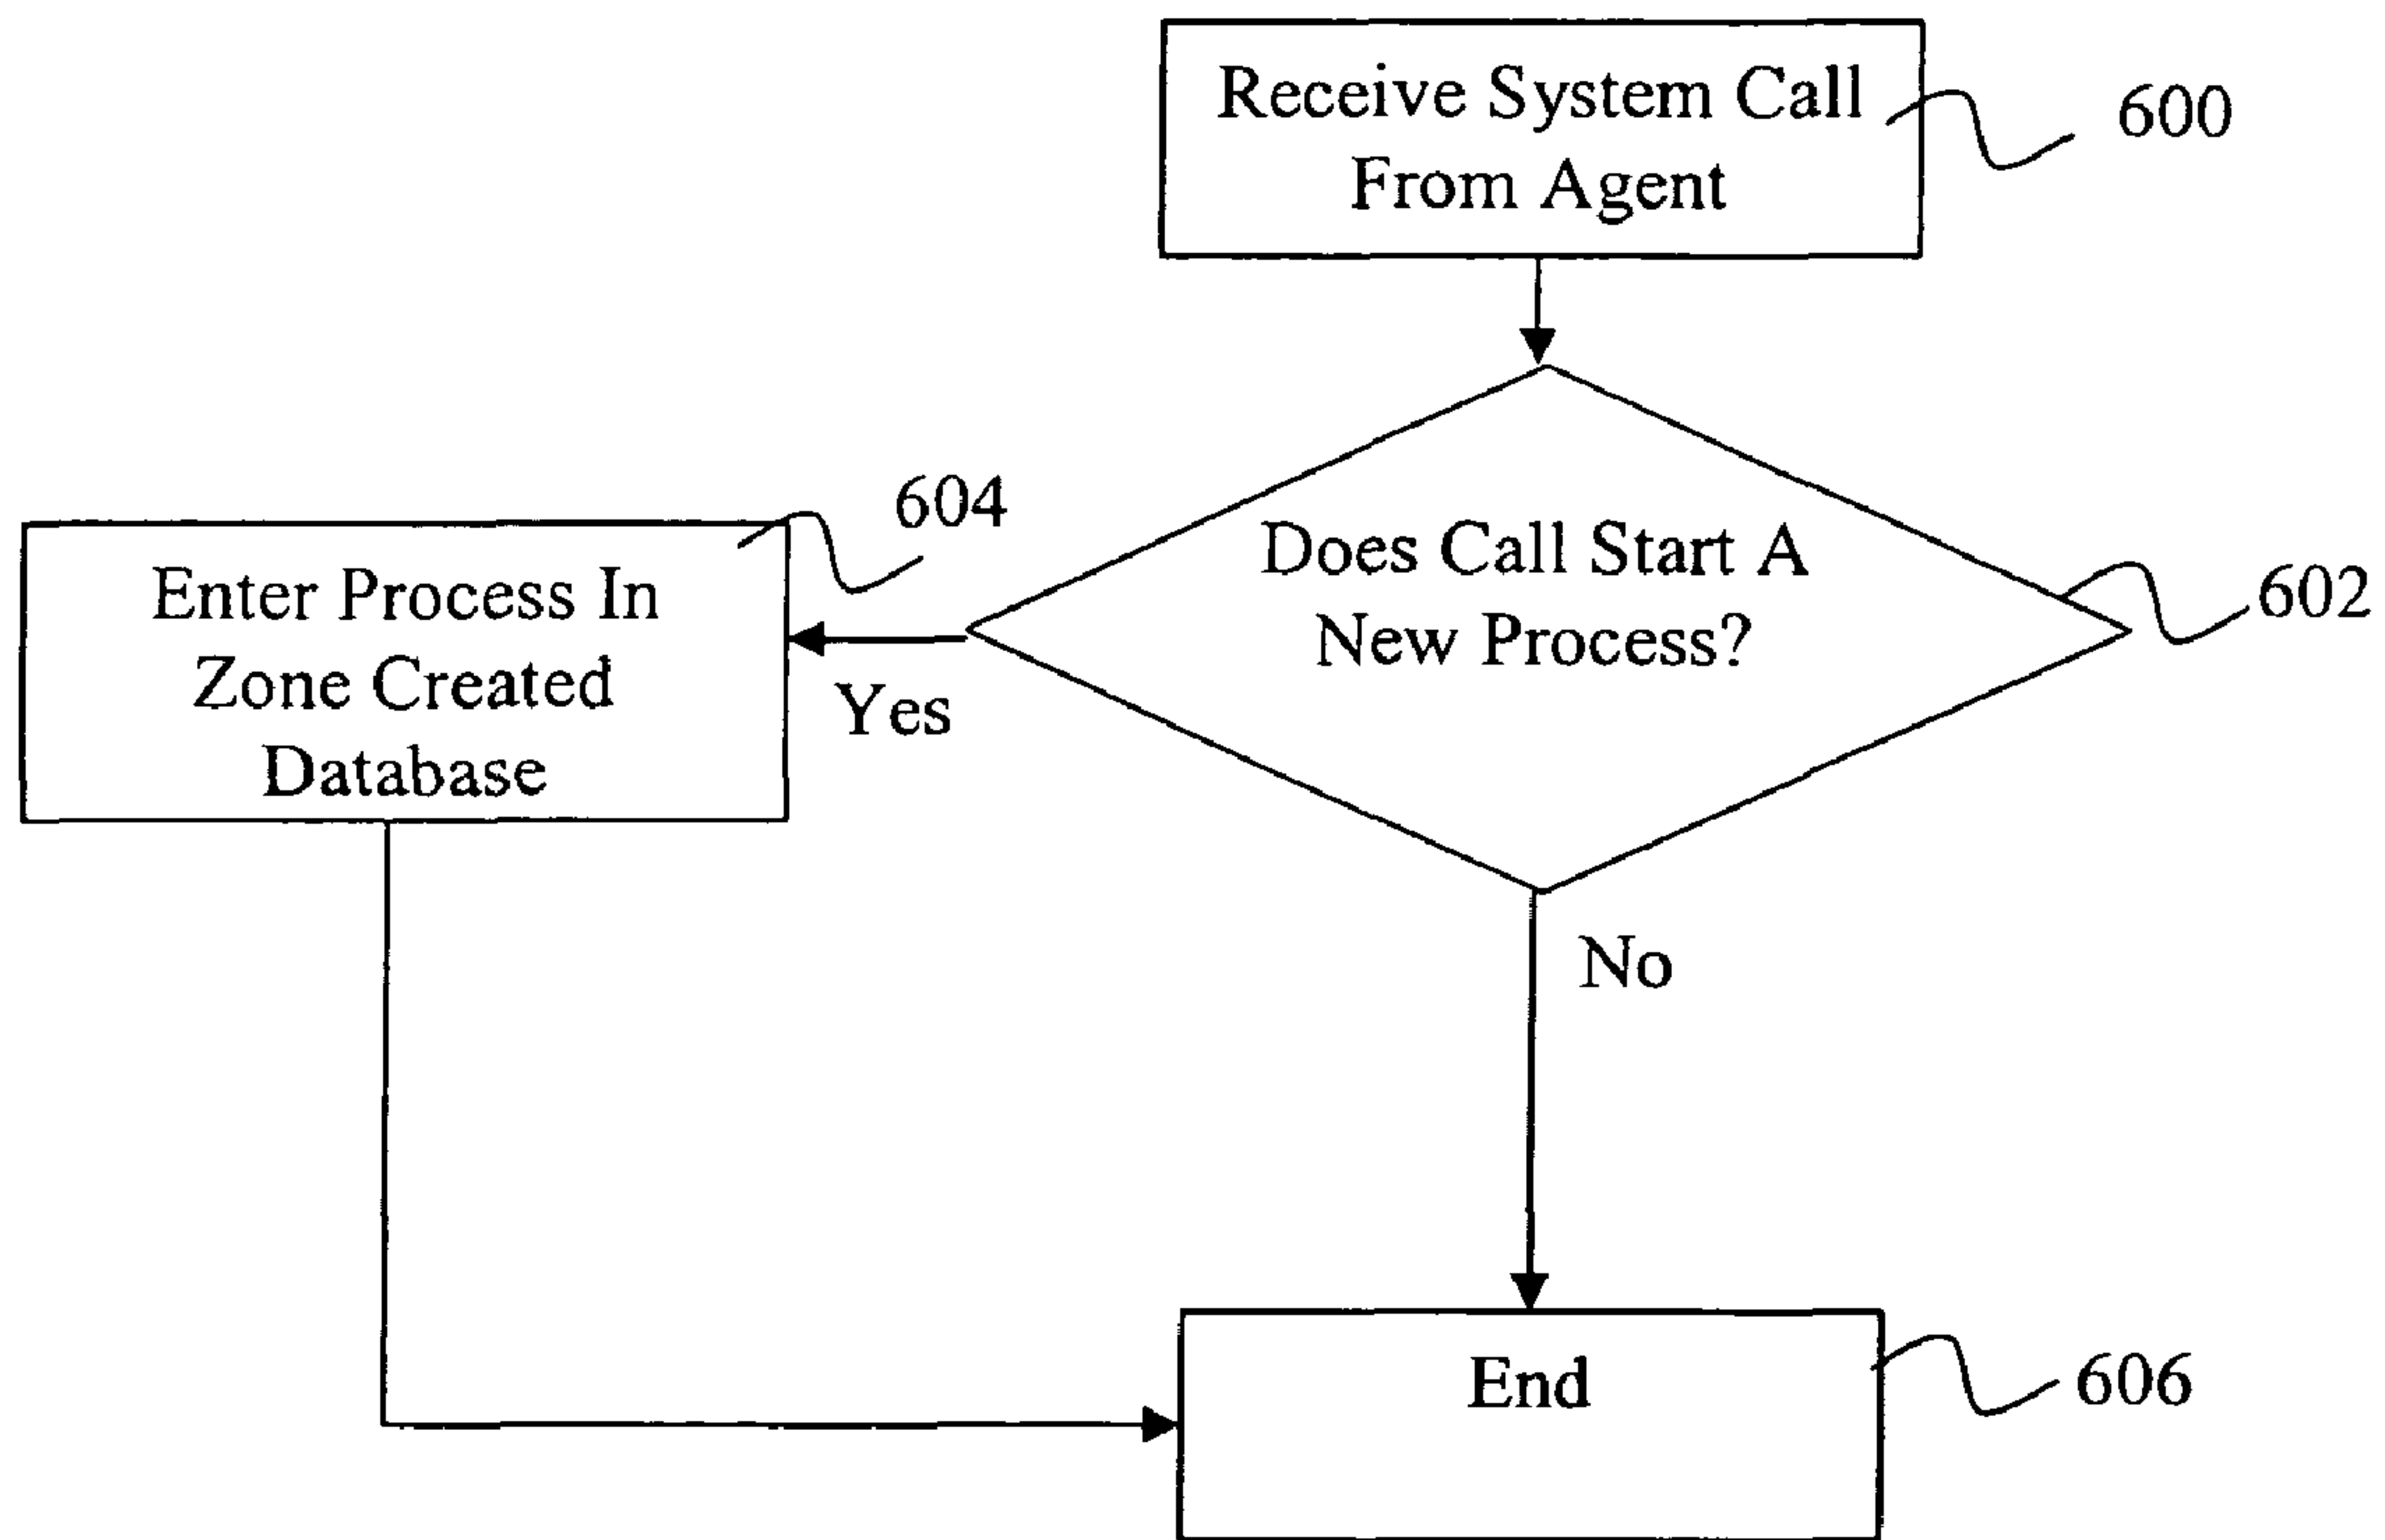 Receive System Call
From Agent
600
Does Call Start A
New Process?
602
604
Enter Process In
Zone Created
Database
Yes
No
End
606